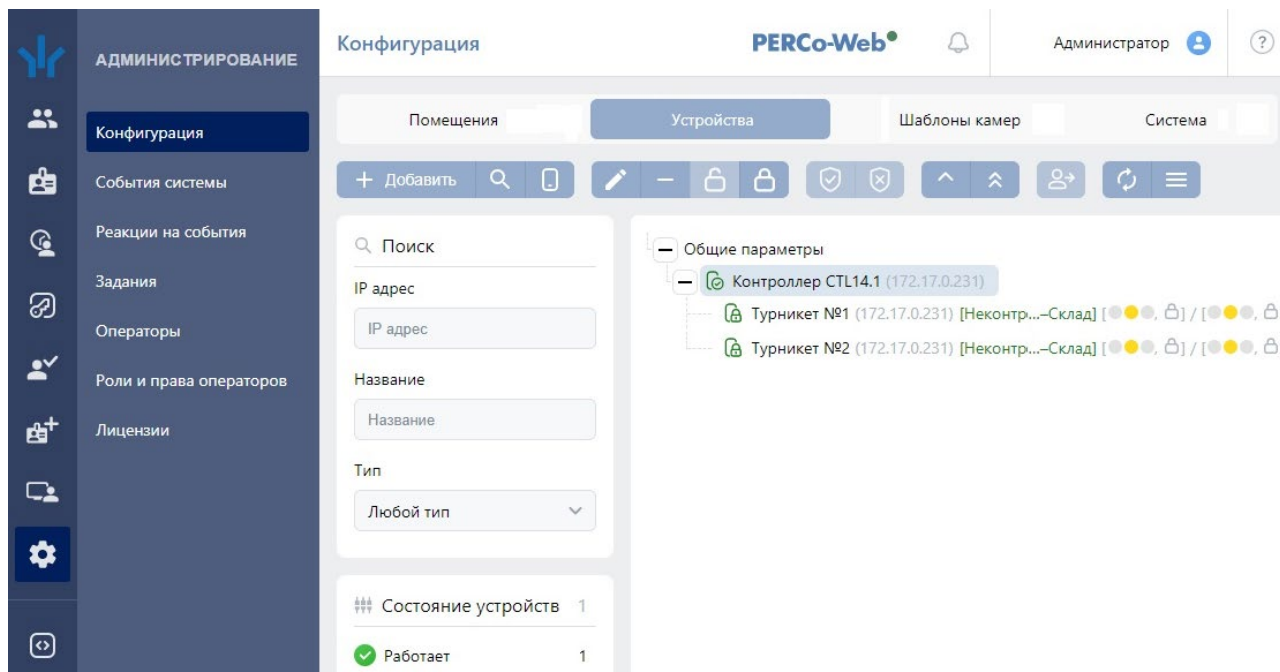 АДМИНИСТРИРОВАНИЕ
Конфигурация
События системы
Реакции на события
Задания
Операторы
Роли и права операторов
Лицензии
Конфигурация
PERCo-Web
Администратор
?
Помещения
Устройства
Шаблоны камер
Система
+ Добавить
Поиск
IP адрес
IP адрес
Название
Название
Тип
Любой тип
Состояние устройств 1
Работает 1
Общие параметры
Контроллер CTL14.1 (172.17.0.231)
Турникет №1 (172.17.0.231) [Неконтр...–Склад]
Турникет №2 (172.17.0.231) [Неконтр...–Склад]